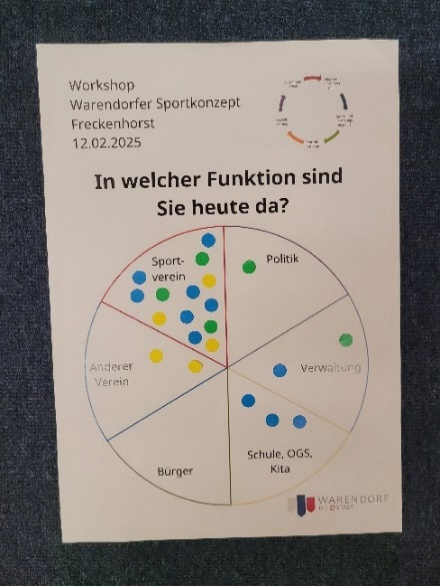 Workshop
Warendorfer Sportkonzept
Freckenhorst
12.02.2025
In welcher Funktion sind
Sie heute da?
Sport-
verein
Politik
Anderer
Verein
Verwaltung
Bürger
Schule, OGS,
Kita
WARENDORF